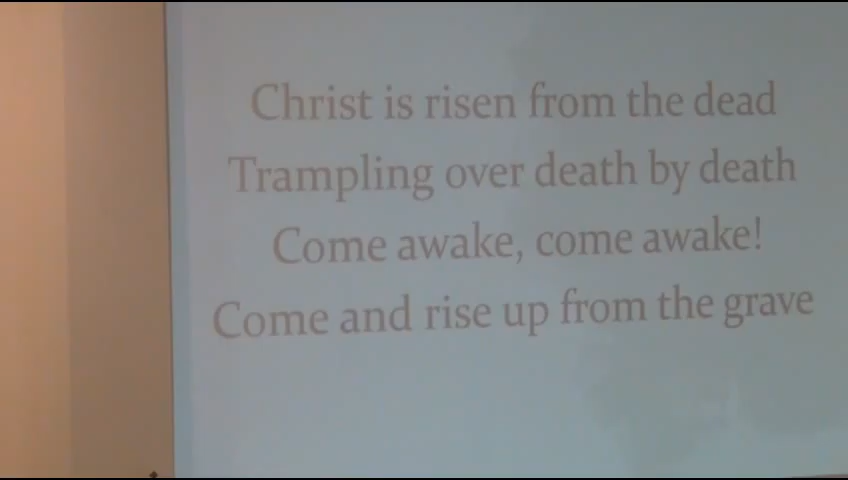 Christ is risen from the dead
Trampling over death by death
Come awake, come awake!
Come and rise up from the grave